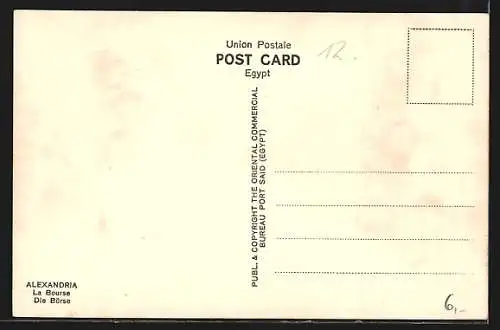 Union Postale
POST CARD
Egypt
12.
PUBL. & COPYRIGHT THE ORIENTAL COMMERCIAL
BUREAU PORT SAID (EGYPT)
ALEXANDRIA
La Bourse
Die Börse
6,-